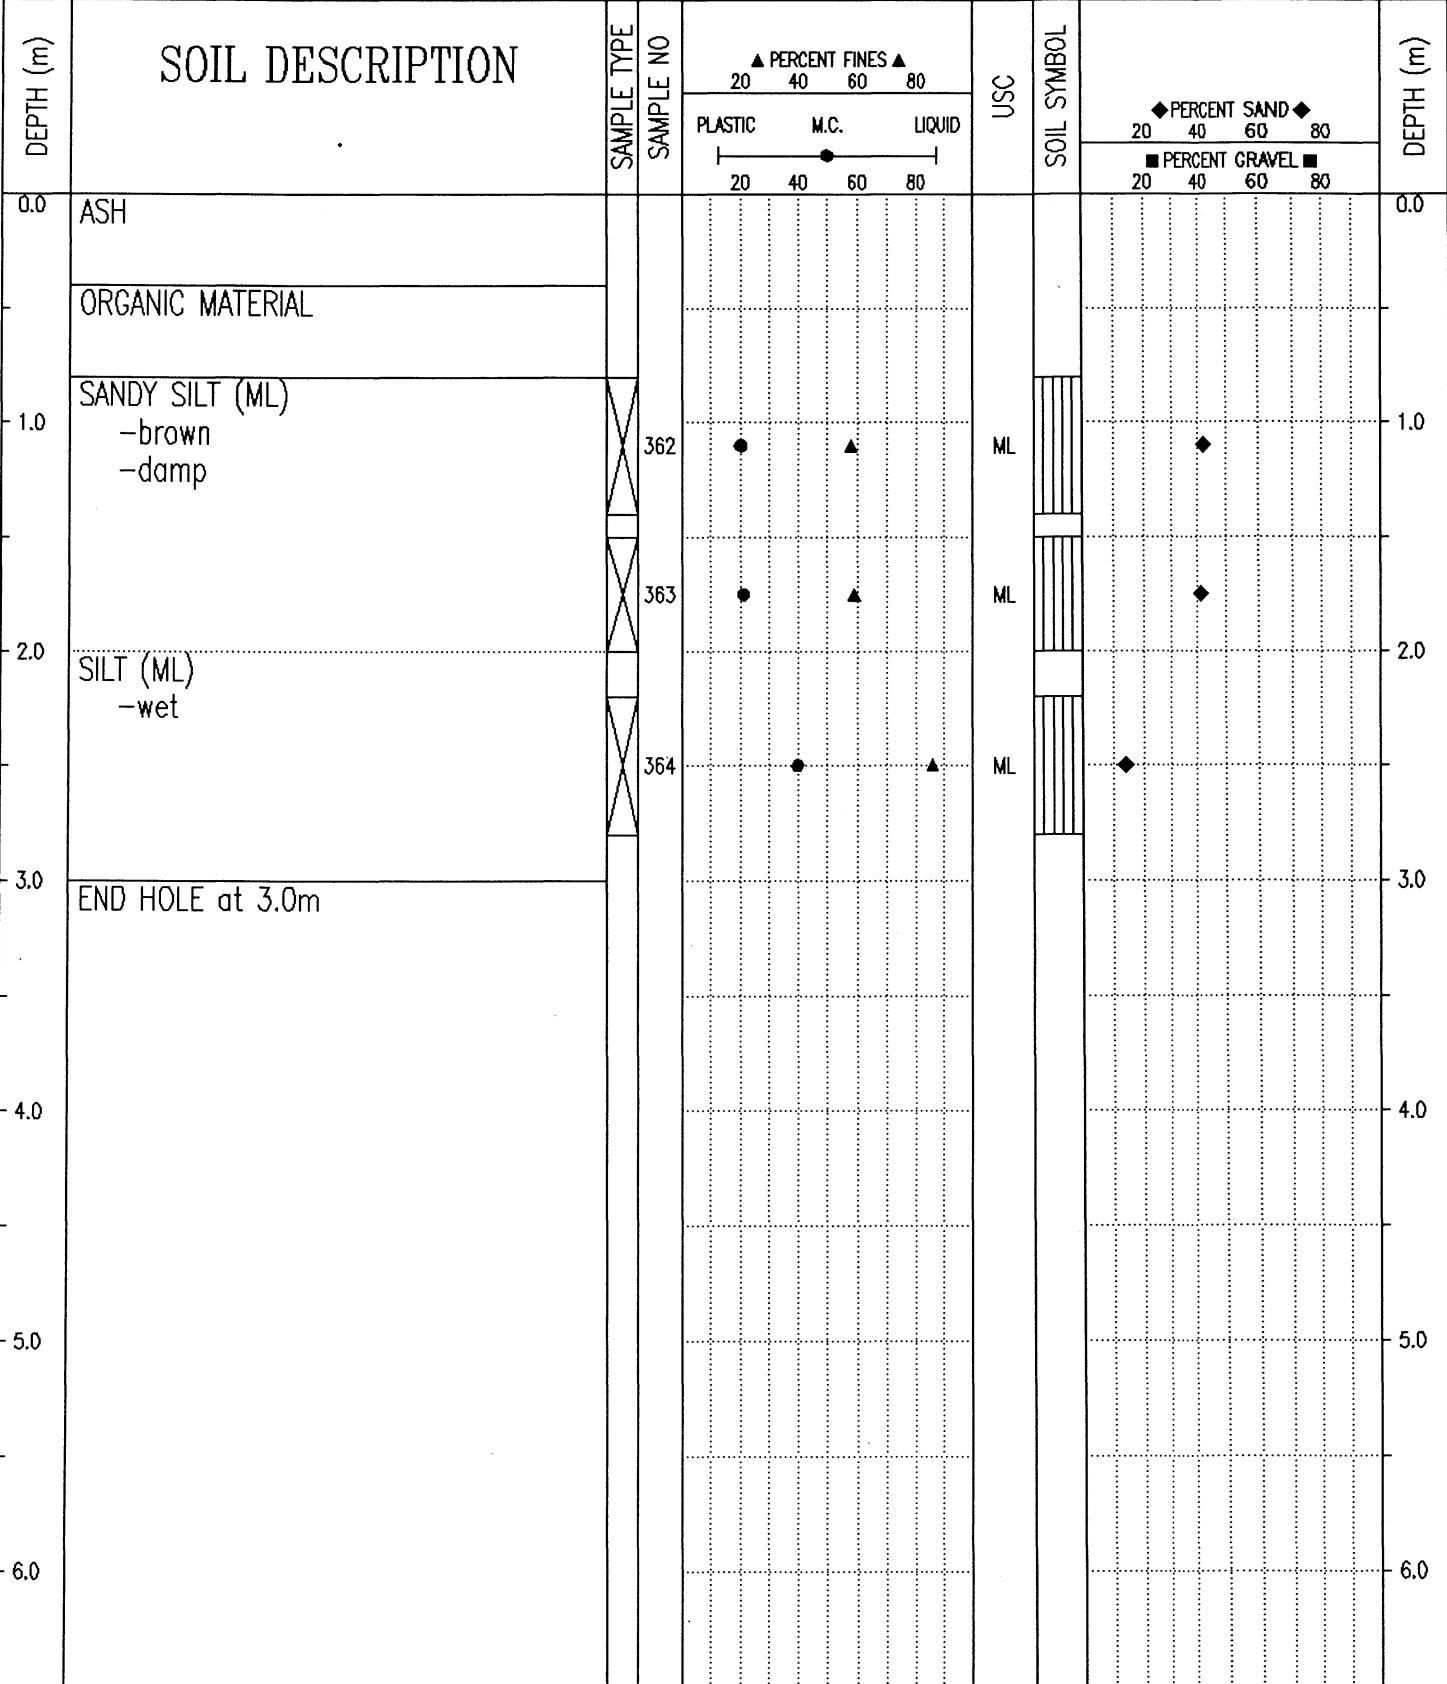 DEPTH (m)
SOIL DESCRIPTION
SAMPLE TYPE
SAMPLE NO
▲ PERCENT FINES ▲
20 40 60 80
PLASTIC M.C. LIQUID
20 40 60 80
USC
SOIL SYMBOL
◆ PERCENT SAND ◆
20 40 60 80
■ PERCENT GRAVEL ■
20 40 60 80
DEPTH (m)
0.0 ASH 0.0
ORGANIC MATERIAL
SANDY SILT (ML)
1.0 -brown 1.0
362 ML
-damp
363 ML
2.0 2.0
SILT (ML)
-wet
364 ML
3.0 3.0
END HOLE at 3.0m
4.0 4.0
5.0 5.0
6.0 6.0